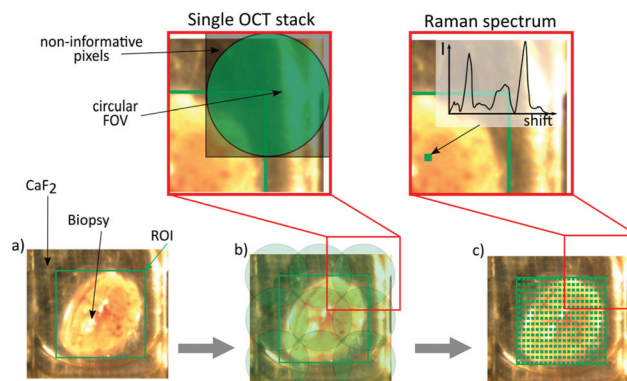 Single OCT stack
Raman spectrum
non-informative
pixels
circular
FOV
I
shift
CaF2
Biopsy
ROI
a)
b)
c)